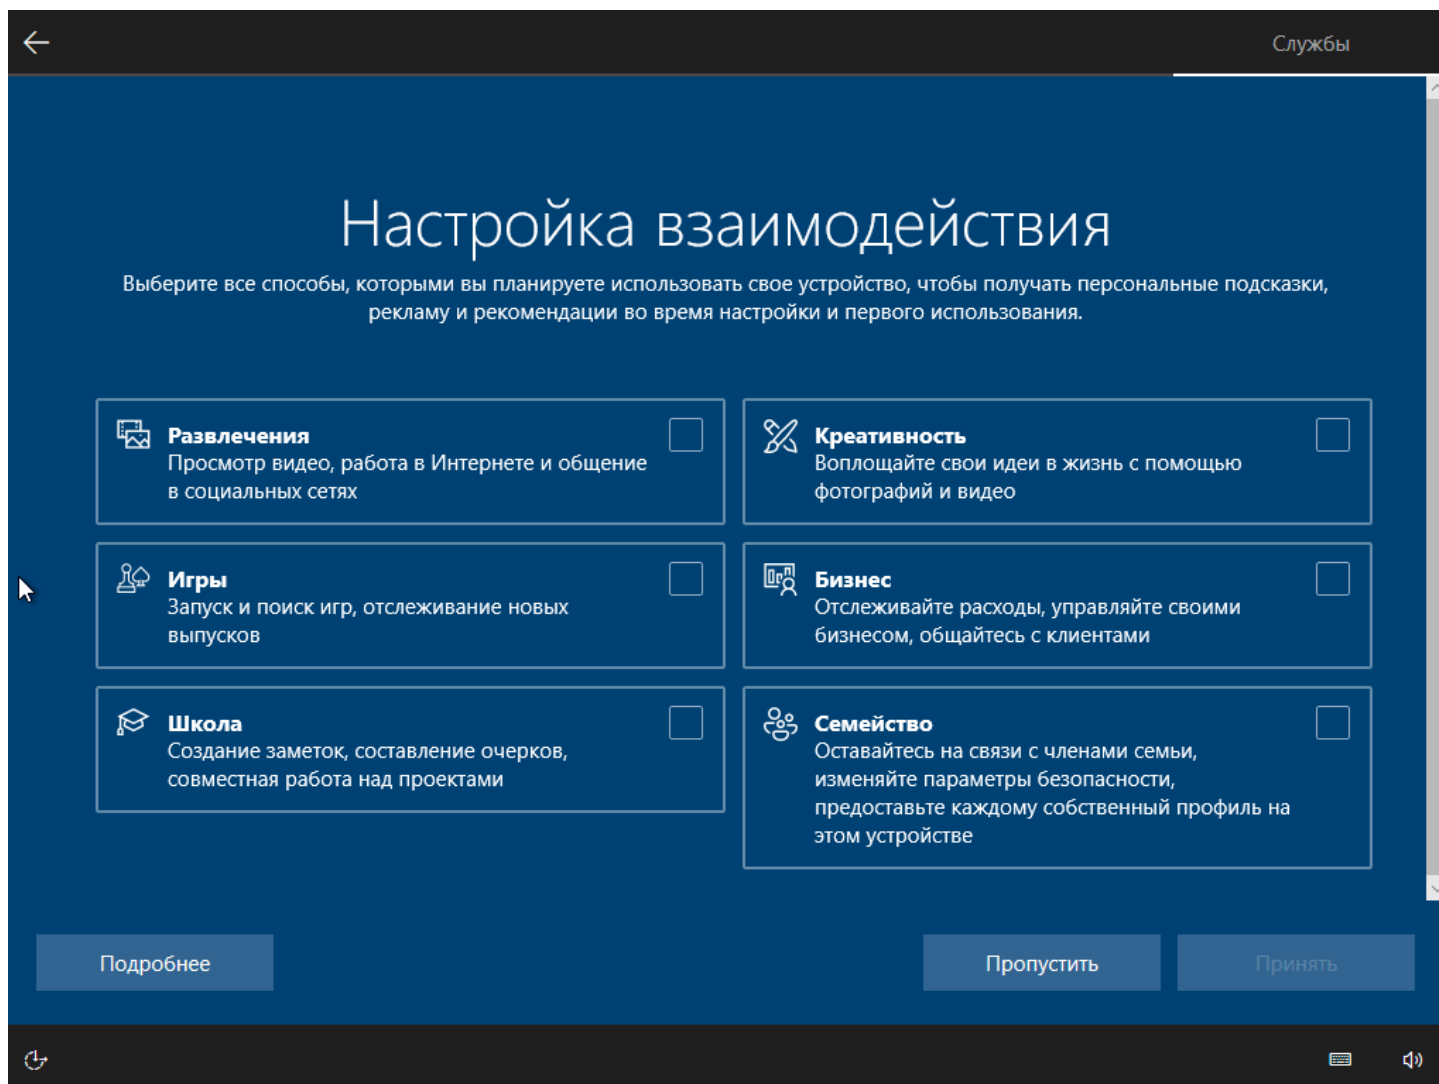 Службы
Настройка взаимодействия
Выберите все способы, которыми вы планируете использовать свое устройство, чтобы получать персональные подсказки,
рекламу и рекомендации во время настройки и первого использования.
Развлечения
Просмотр видео, работа в Интернете и общение
в социальных сетях
Креативность
Воплощайте свои идеи в жизнь с помощью
фотографий и видео
Игры
Запуск и поиск игр, отслеживание новых
выпусков
Бизнес
Отслеживайте расходы, управляйте своими
бизнесом, общайтесь с клиентами
Школа
Создание заметок, составление очерков,
совместная работа над проектами
Семейство
Оставайтесь на связи с членами семьи,
изменяйте параметры безопасности,
предоставьте каждому собственный профиль на
этом устройстве
Подробнее
Пропустить
Принять